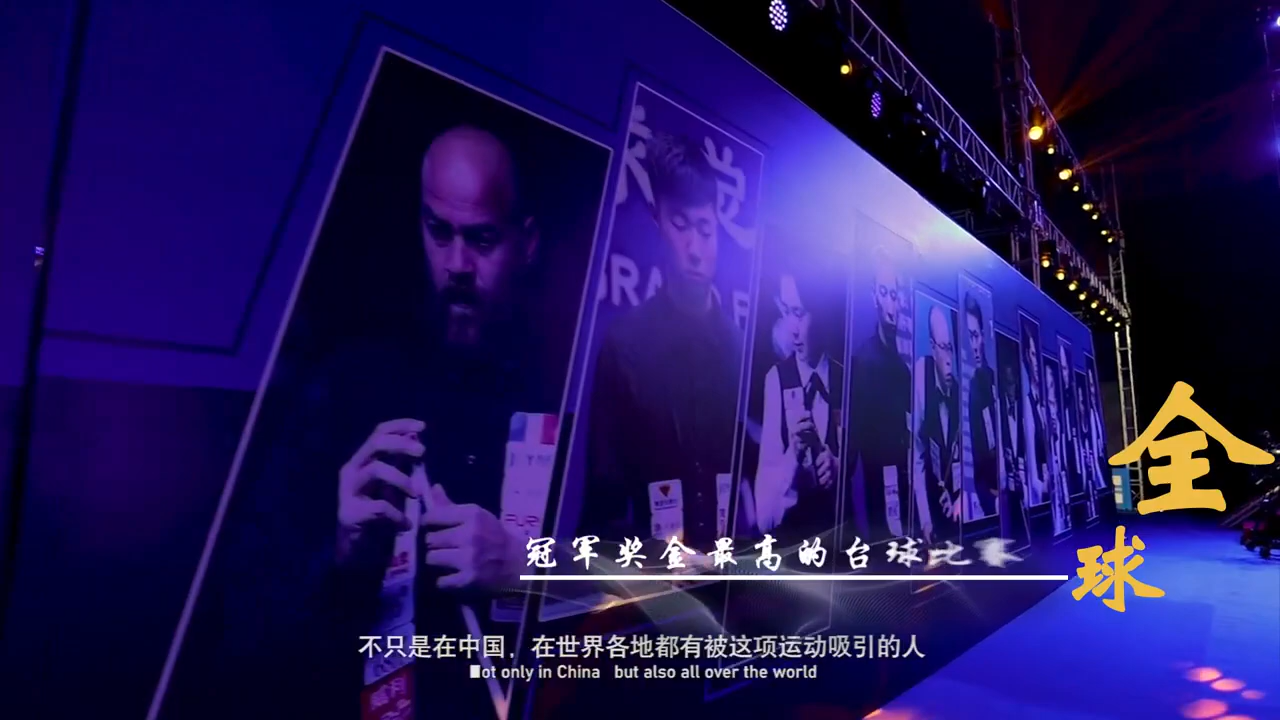 全
球
冠军奖金最高的台球比赛
不只是在中国，在世界各地都有被这项运动吸引的人
ot only in China but also all over the world